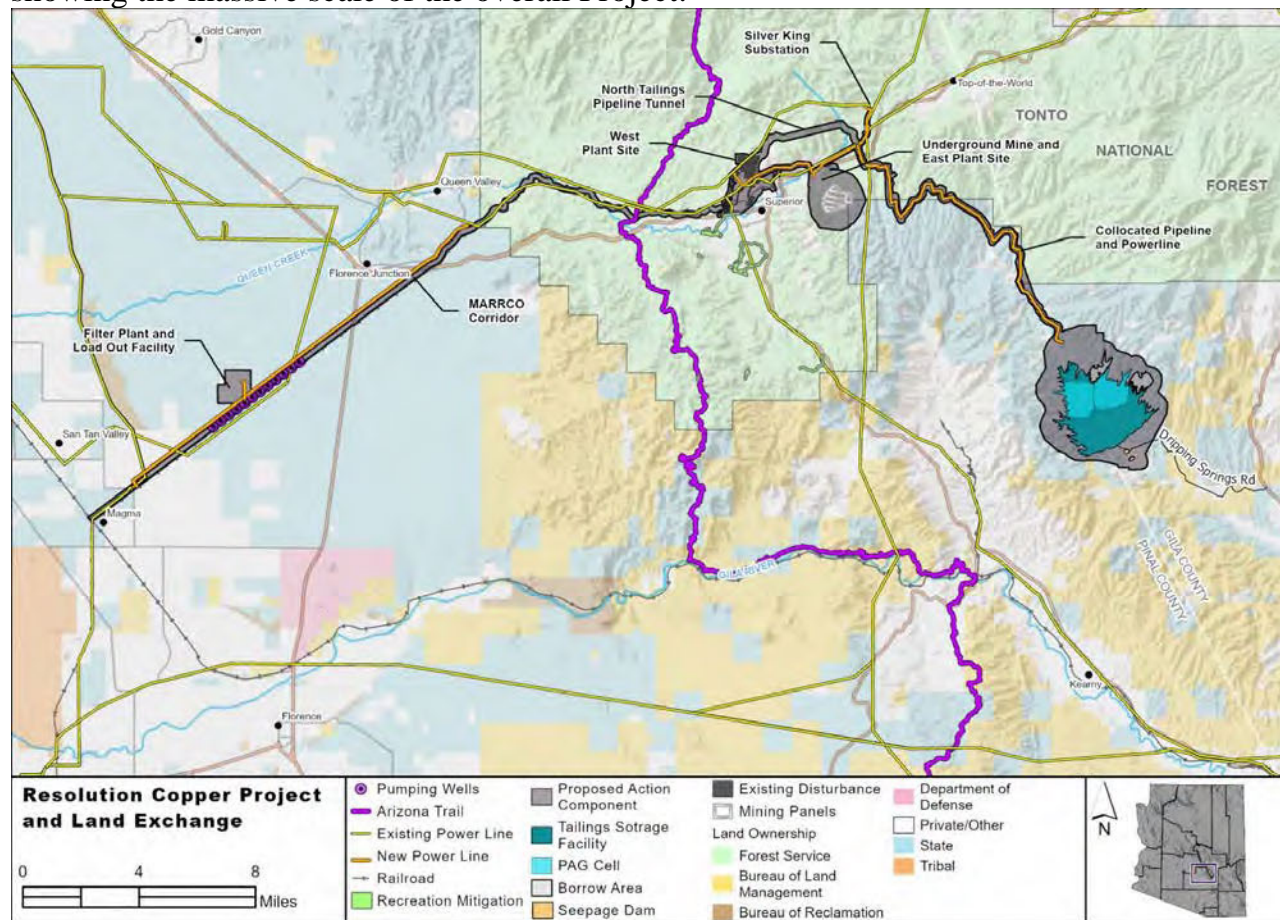 showing the massive scale of the overall Project.
Gold Canyon
Silver King
Substation
Top-of-the-World
North Tailings
Pipeline Tunnel
TONTO
West
Plant Site
Underground Mine and
East Plant Site
NATIONAL
FOREST
Queen Valley
Superior
Collocated Pipeline
and Powerline
QUEEN CREEK
Florence Junction
MARRCO
Corridor
Filter Plant and
Load Out Facility
San Tan Valley
Dripping Springs Rd
Magma
GILA COUNTY
PINAL COUNTY
GILA RIVER
Kearny
Florence
Resolution Copper Project
and Land Exchange
0 4 8
Miles
Pumping Wells
Arizona Trail
Existing Power Line
New Power Line
Railroad
Recreation Mitigation
Proposed Action
Component
Tailings Sotrage
Facility
PAG Cell
Borrow Area
Seepage Dam
Existing Disturbance
Mining Panels
Land Ownership
Forest Service
Bureau of Land
Management
Bureau of Reclamation
Department of
Defense
Private/Other
State
Tribal
N